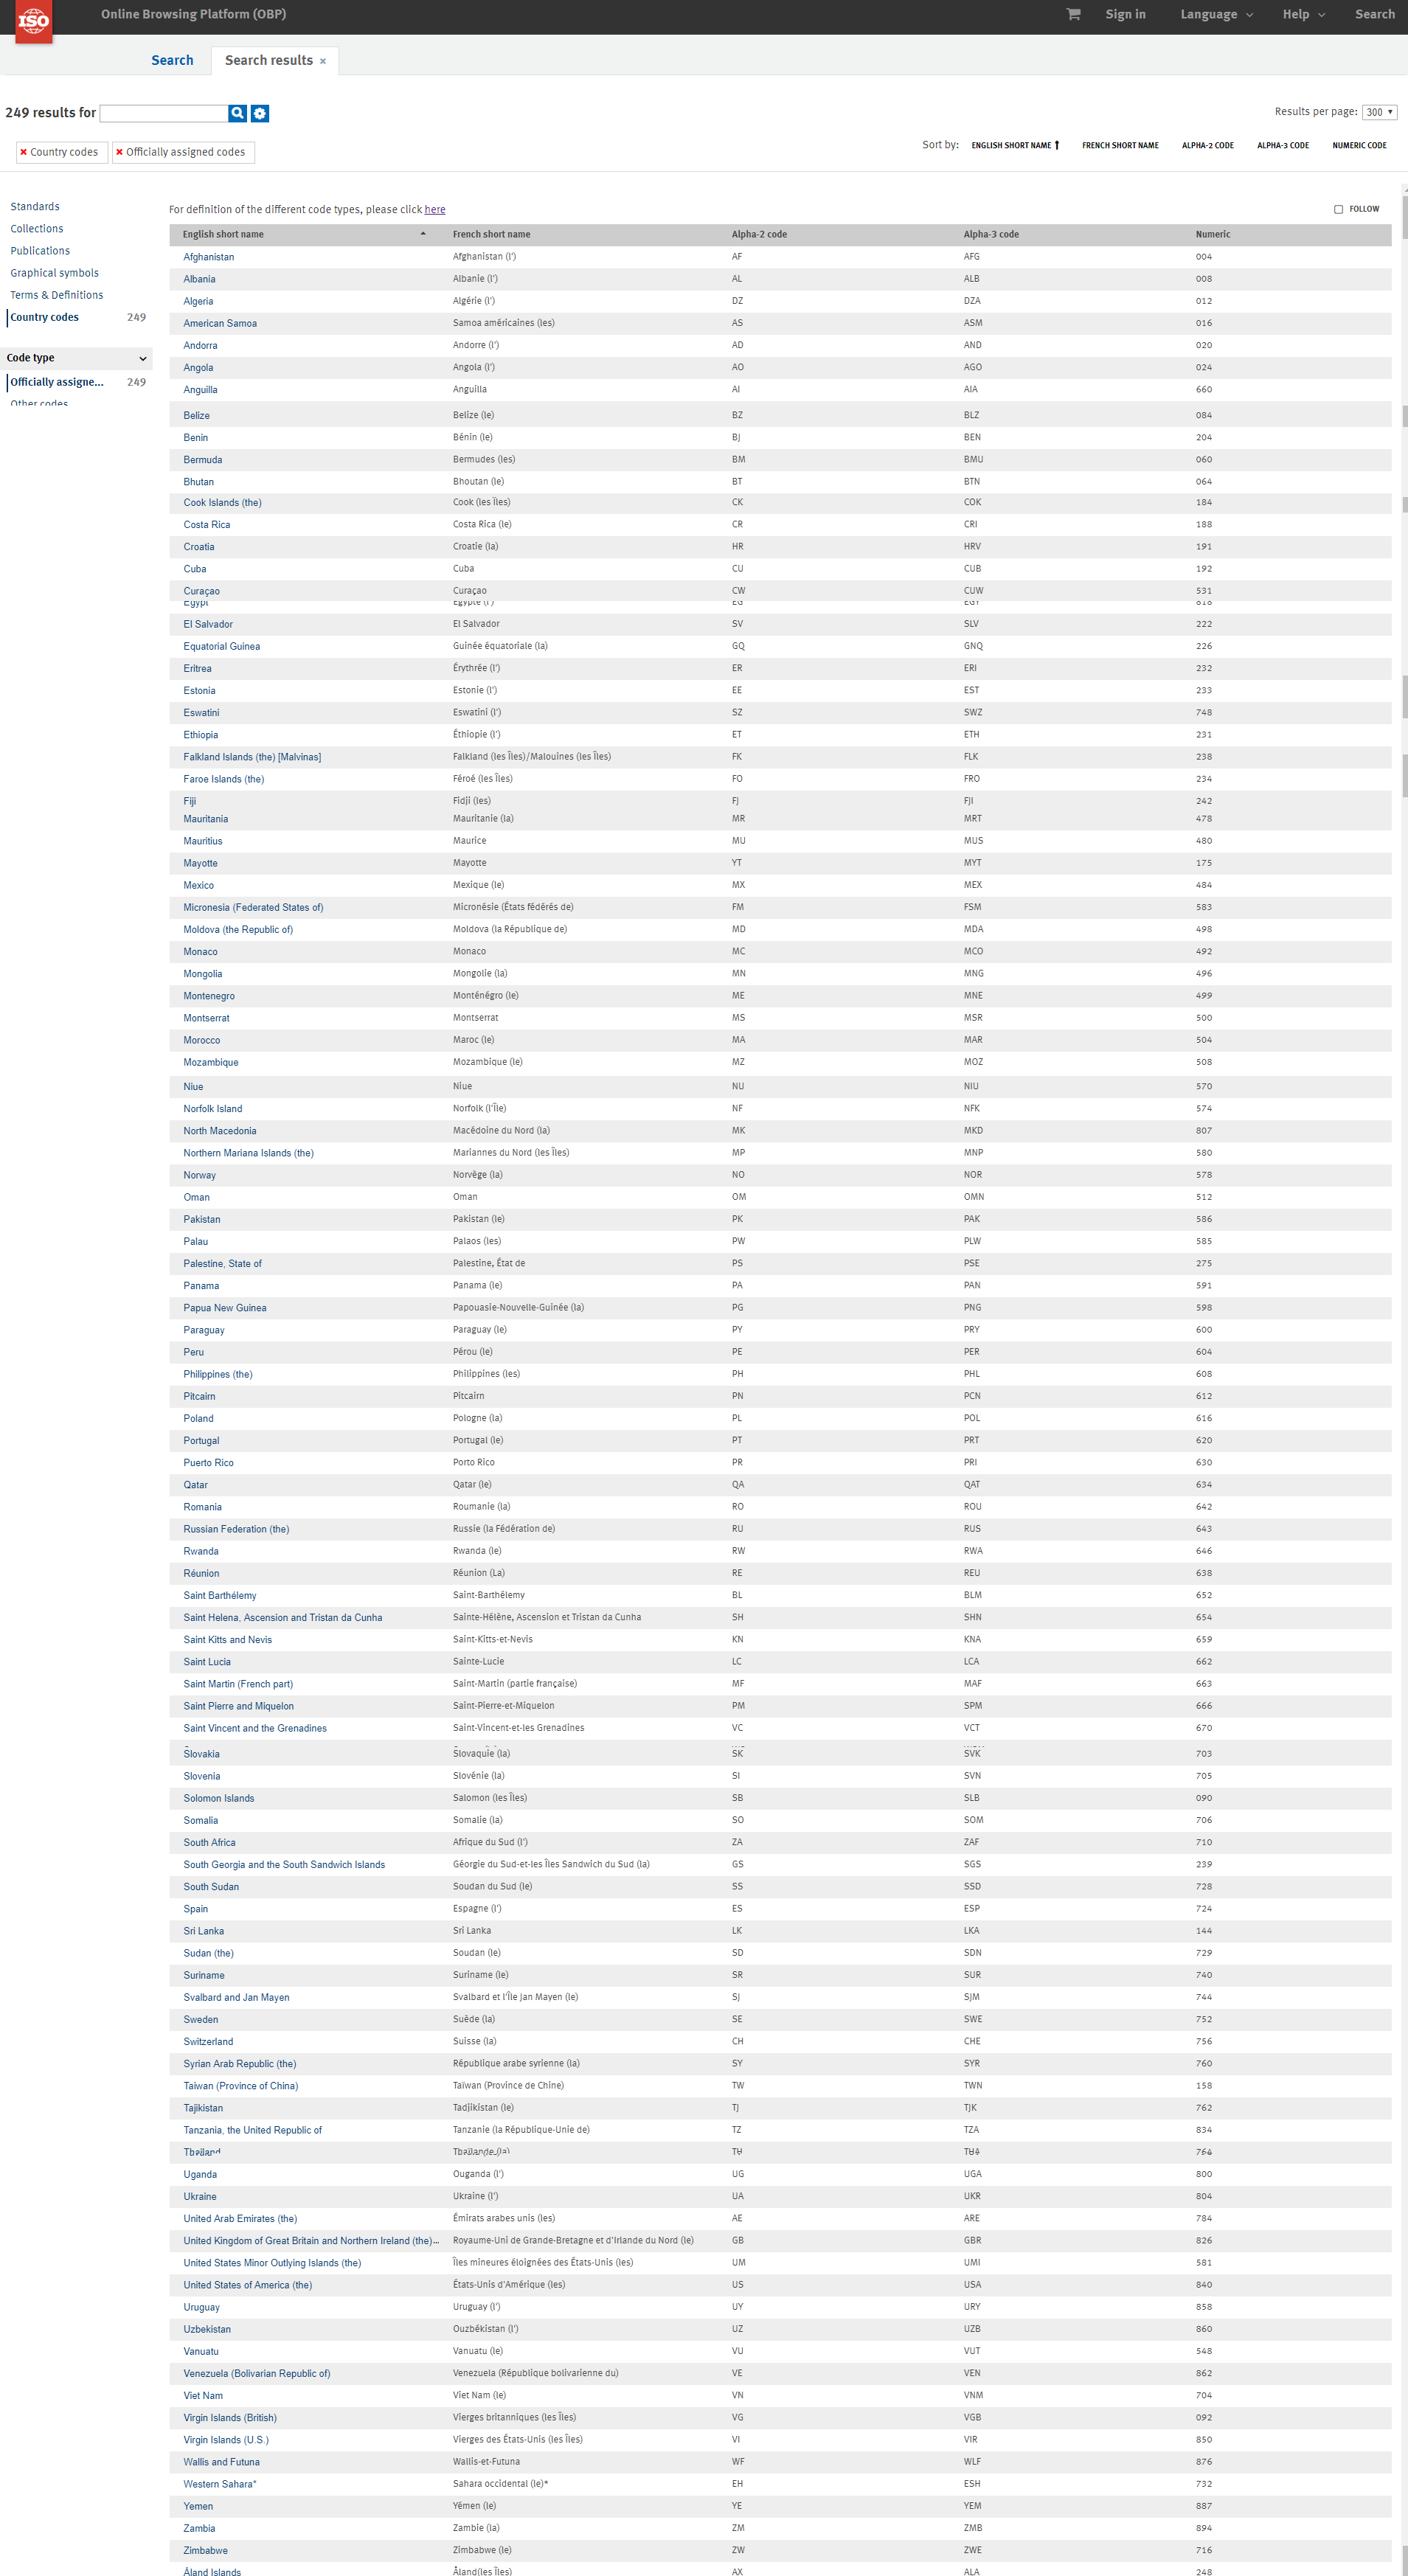 ISO Online Browsing Platform (OBP) Sign in Language Help Search
Search Search results ×
249 results for Results per page: 300
Country codes Officially assigned codes Sort by: ENGLISH SHORT NAME FRENCH SHORT NAME ALPHA-2 CODE ALPHA-3 CODE NUMERIC CODE
Standards
Collections
Publications
Graphical symbols
Terms & Definitions
Country codes 249
Code type
Officially assigne... 249
Other codes
For definition of the different code types, please click here FOLLOW
English short name French short name Alpha-2 code Alpha-3 code Numeric
Afghanistan Afghanistan (l') AF AFG 004
Albania Albanie (l') AL ALB 008
Algeria Algérie (l') DZ DZA 012
American Samoa Samoa américaines (les) AS ASM 016
Andorra Andorre (l') AD AND 020
Angola Angola (l') AO AGO 024
Anguilla Anguilla AI AIA 660
Belize Belize (le) BZ BLZ 084
Benin Bénin (le) BJ BEN 204
Bermuda Bermudes (les) BM BMU 060
Bhutan Bhoutan (le) BT BTN 064
Cook Islands (the) Cook (les Îles) CK COK 184
Costa Rica Costa Rica (le) CR CRI 188
Croatia Croatie (la) HR HRV 191
Cuba Cuba CU CUB 192
Curaçao Curaçao CW CUW 531
Egypt Égypte (l') EG EGY 818
El Salvador El Salvador SV SLV 222
Equatorial Guinea Guinée équatoriale (la) GQ GNQ 226
Eritrea Érythrée (l') ER ERI 232
Estonia Estonie (l') EE EST 233
Eswatini Eswatini (l') SZ SWZ 748
Ethiopia Éthiopie (l') ET ETH 231
Falkland Islands (the) [Malvinas] Falkland (les Îles)/Malouines (les Îles) FK FLK 238
Faroe Islands (the) Féroé (les Îles) FO FRO 234
Fiji Fidji (les) FJ FJI 242
Mauritania Mauritanie (la) MR MRT 478
Mauritius Maurice MU MUS 480
Mayotte Mayotte YT MYT 175
Mexico Mexique (le) MX MEX 484
Micronesia (Federated States of) Micronésie (États fédérés de) FM FSM 583
Moldova (the Republic of) Moldova (la République de) MD MDA 498
Monaco Monaco MC MCO 492
Mongolia Mongolie (la) MN MNG 496
Montenegro Monténégro (le) ME MNE 499
Montserrat Montserrat MS MSR 500
Morocco Maroc (le) MA MAR 504
Mozambique Mozambique (le) MZ MOZ 508
Niue Niue NU NIU 570
Norfolk Island Norfolk (l'Île) NF NFK 574
North Macedonia Macédoine du Nord (la) MK MKD 807
Northern Mariana Islands (the) Mariannes du Nord (les Îles) MP MNP 580
Norway Norvège (la) NO NOR 578
Oman Oman OM OMN 512
Pakistan Pakistan (le) PK PAK 586
Palau Palaos (les) PW PLW 585
Palestine, State of Palestine, État de PS PSE 275
Panama Panama (le) PA PAN 591
Papua New Guinea Papouasie-Nouvelle-Guinée (la) PG PNG 598
Paraguay Paraguay (le) PY PRY 600
Peru Pérou (le) PE PER 604
Philippines (the) Philippines (les) PH PHL 608
Pitcairn Pitcairn PN PCN 612
Poland Pologne (la) PL POL 616
Portugal Portugal (le) PT PRT 620
Puerto Rico Porto Rico PR PRI 630
Qatar Qatar (le) QA QAT 634
Romania Roumanie (la) RO ROU 642
Russian Federation (the) Russie (la Fédération de) RU RUS 643
Rwanda Rwanda (le) RW RWA 646
Réunion Réunion (La) RE REU 638
Saint Barthélemy Saint-Barthélemy BL BLM 652
Saint Helena, Ascension and Tristan da Cunha Sainte-Hélène, Ascension et Tristan da Cunha SH SHN 654
Saint Kitts and Nevis Saint-Kitts-et-Nevis KN KNA 659
Saint Lucia Sainte-Lucie LC LCA 662
Saint Martin (French part) Saint-Martin (partie française) MF MAF 663
Saint Pierre and Miquelon Saint-Pierre-et-Miquelon PM SPM 666
Saint Vincent and the Grenadines Saint-Vincent-et-les Grenadines VC VCT 670
Slovakia Slovaquie (la) SK SVK 703
Slovenia Slovénie (la) SI SVN 705
Solomon Islands Salomon (les Îles) SB SLB 090
Somalia Somalie (la) SO SOM 706
South Africa Afrique du Sud (l') ZA ZAF 710
South Georgia and the South Sandwich Islands Géorgie du Sud-et-les Îles Sandwich du Sud (la) GS SGS 239
South Sudan Soudan du Sud (le) SS SSD 728
Spain Espagne (l') ES ESP 724
Sri Lanka Sri Lanka LK LKA 144
Sudan (the) Soudan (le) SD SDN 729
Suriname Suriname (le) SR SUR 740
Svalbard and Jan Mayen Svalbard et l'Île Jan Mayen (le) SJ SJM 744
Sweden Suède (la) SE SWE 752
Switzerland Suisse (la) CH CHE 756
Syrian Arab Republic (the) République arabe syrienne (la) SY SYR 760
Taiwan (Province of China) Taïwan (Province de Chine) TW TWN 158
Tajikistan Tadjikistan (le) TJ TJK 762
Tanzania, the United Republic of Tanzanie (la République-Unie de) TZ TZA 834
Thailand Thaïlande (la) TH THA 764
Uganda Ouganda (l') UG UGA 800
Ukraine Ukraine (l') UA UKR 804
United Arab Emirates (the) Émirats arabes unis (les) AE ARE 784
United Kingdom of Great Britain and Northern Ireland (the)... Royaume-Uni de Grande-Bretagne et d'Irlande du Nord (le) GB GBR 826
United States Minor Outlying Islands (the) Îles mineures éloignées des États-Unis (les) UM UMI 581
United States of America (the) États-Unis d'Amérique (les) US USA 840
Uruguay Uruguay (l') UY URY 858
Uzbekistan Ouzbékistan (l') UZ UZB 860
Vanuatu Vanuatu (le) VU VUT 548
Venezuela (Bolivarian Republic of) Venezuela (République bolivarienne du) VE VEN 862
Viet Nam Viet Nam (le) VN VNM 704
Virgin Islands (British) Vierges britanniques (les Îles) VG VGB 092
Virgin Islands (U.S.) Vierges des États-Unis (les Îles) VI VIR 850
Wallis and Futuna Wallis-et-Futuna WF WLF 876
Western Sahara* Sahara occidental (le)* EH ESH 732
Yemen Yémen (le) YE YEM 887
Zambia Zambie (la) ZM ZMB 894
Zimbabwe Zimbabwe (le) ZW ZWE 716
Åland Islands Åland(les Îles) AX ALA 248